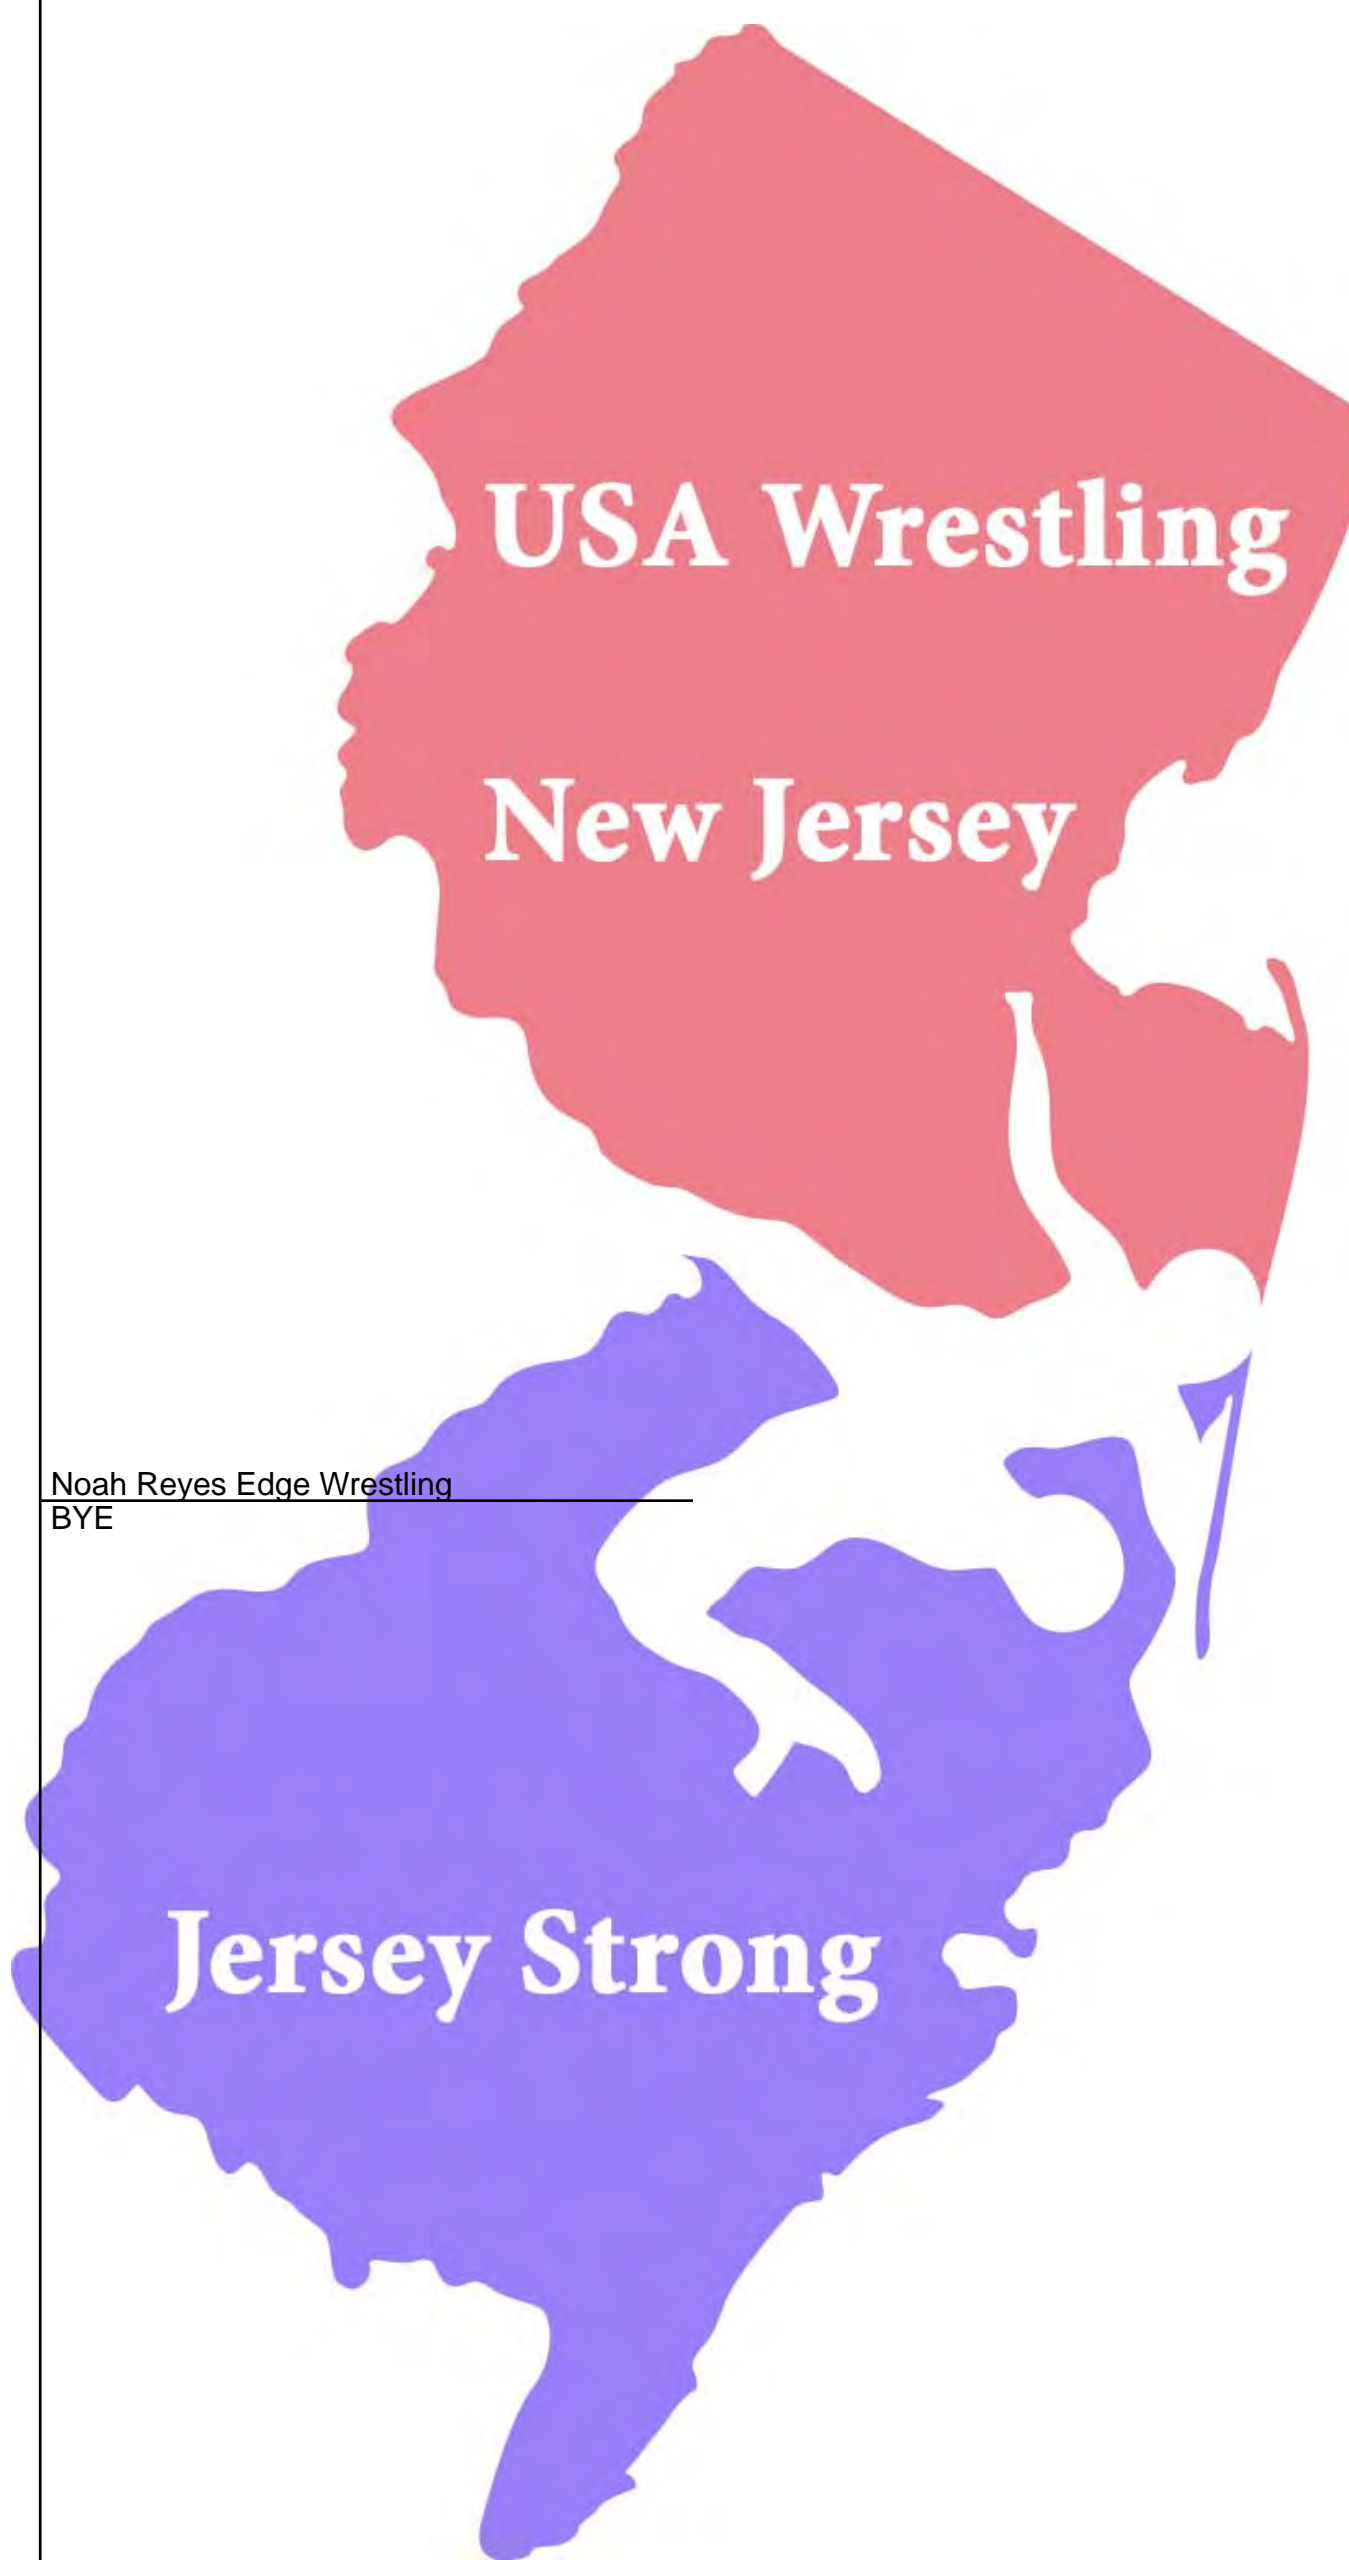 USA Wrestling
New Jersey
Noah Reyes Edge Wrestling
BYE
Jersey Strong